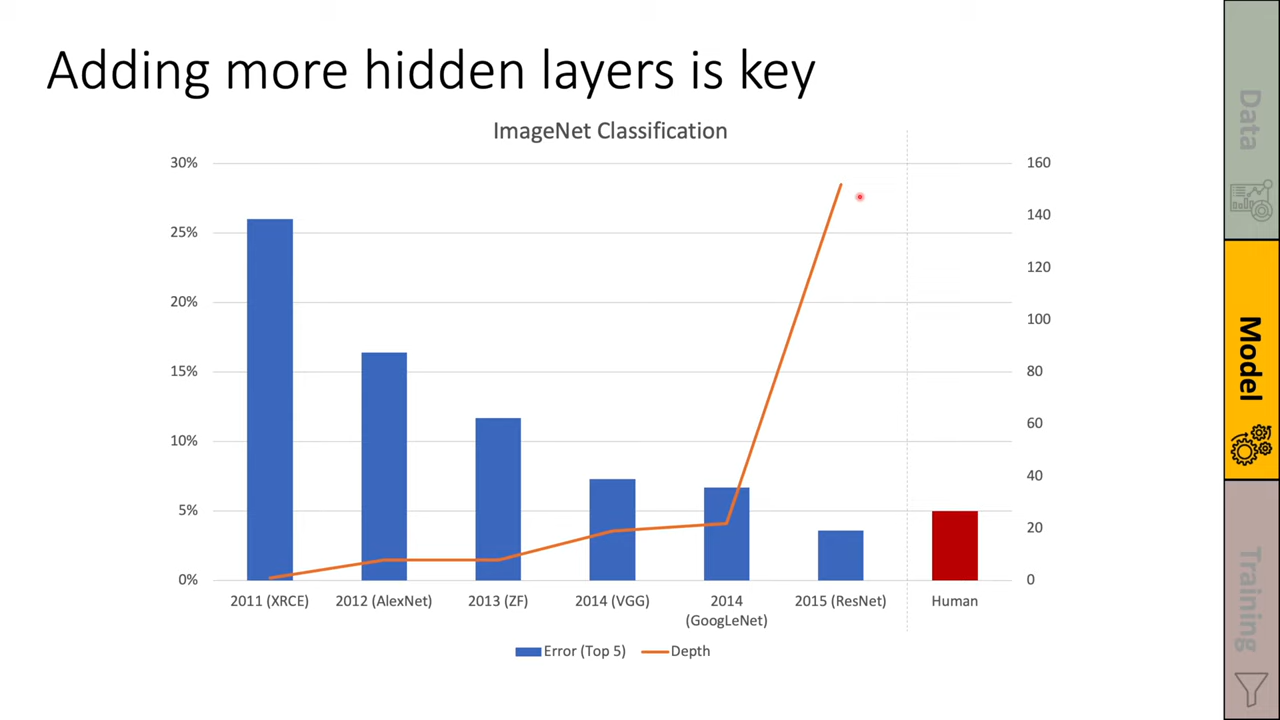 Adding more hidden layers is key
ImageNet Classification
30%
25%
20%
15%
10%
5%
0%
160
140
120
100
80
60
40
20
0
2011 (XRCE)
2012 (AlexNet)
2013 (ZF)
2014 (VGG)
2014
(GoogLeNet)
2015 (ResNet)
Human
Error (Top 5)
Depth
Data
Model
Training